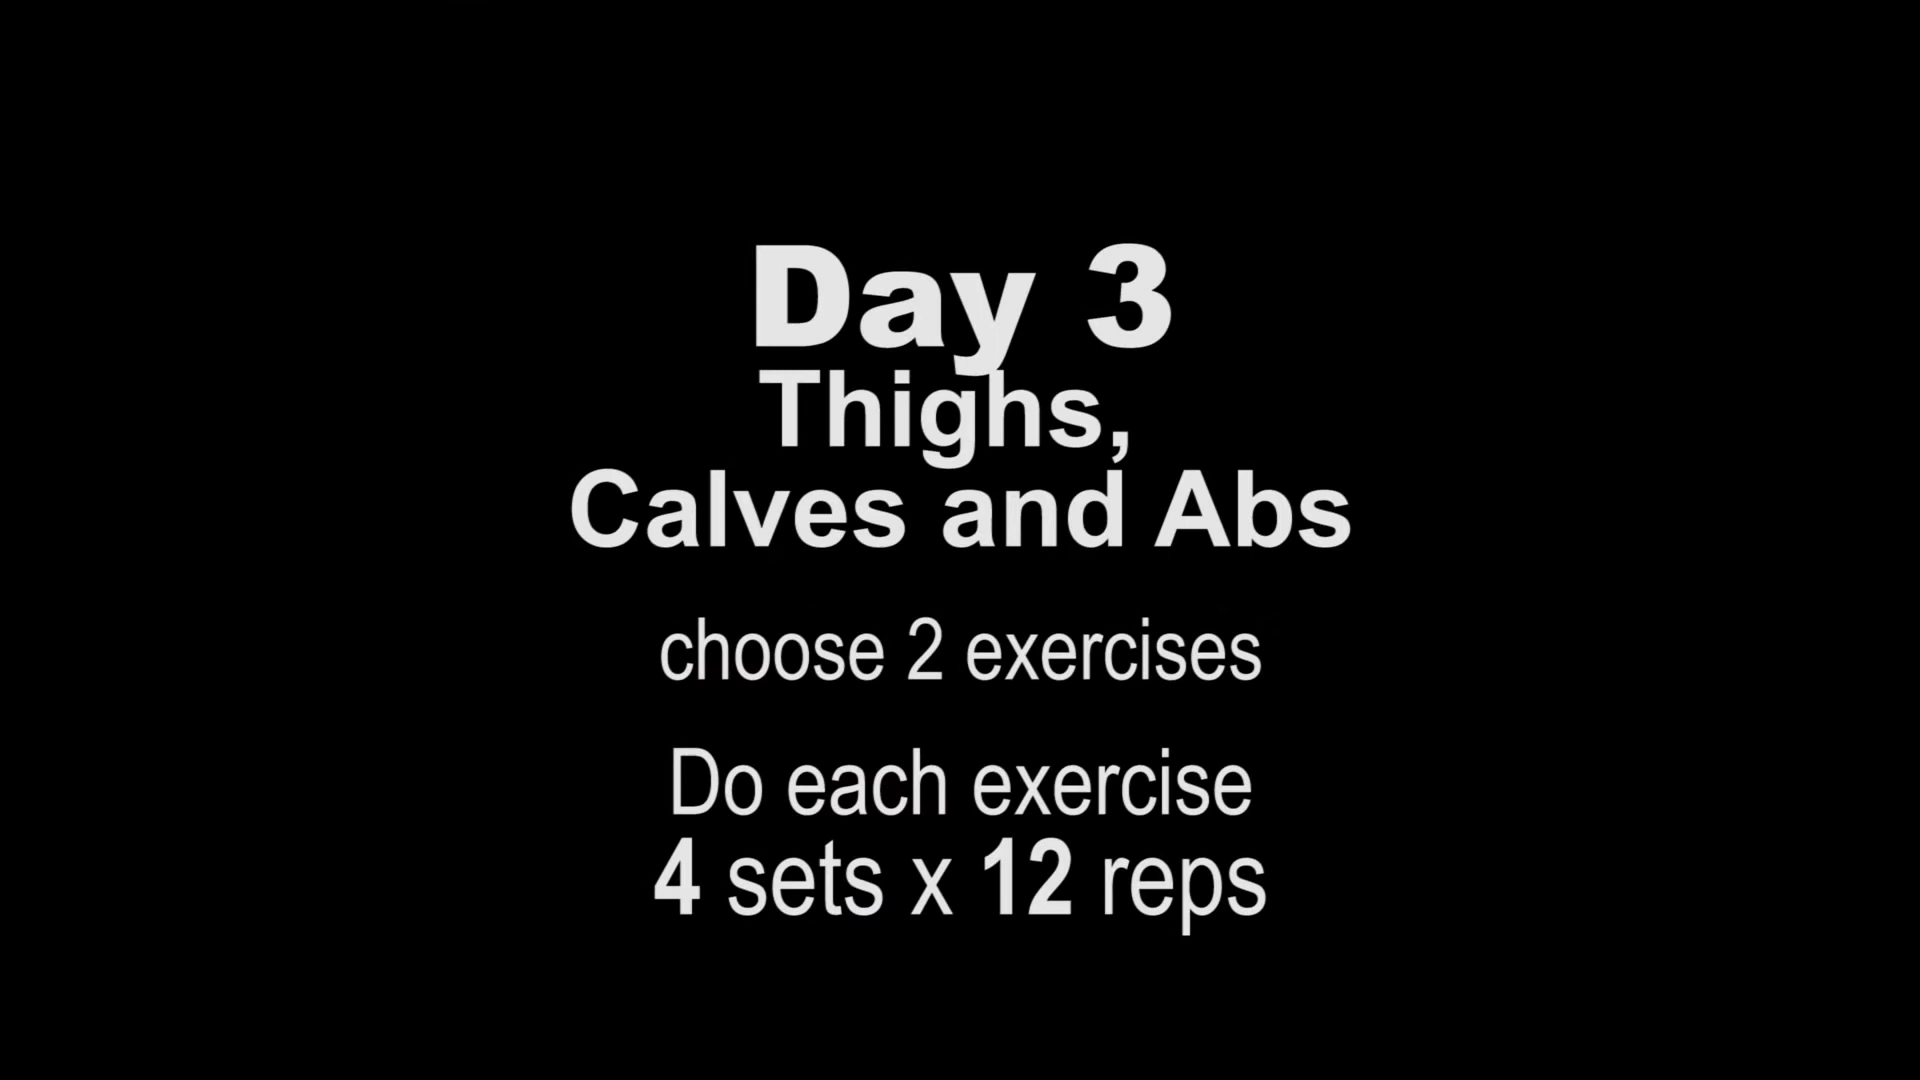 Day 3
Thighs,
Calves and Abs
choose 2 exercises
Do each exercise
4 sets x 12 reps